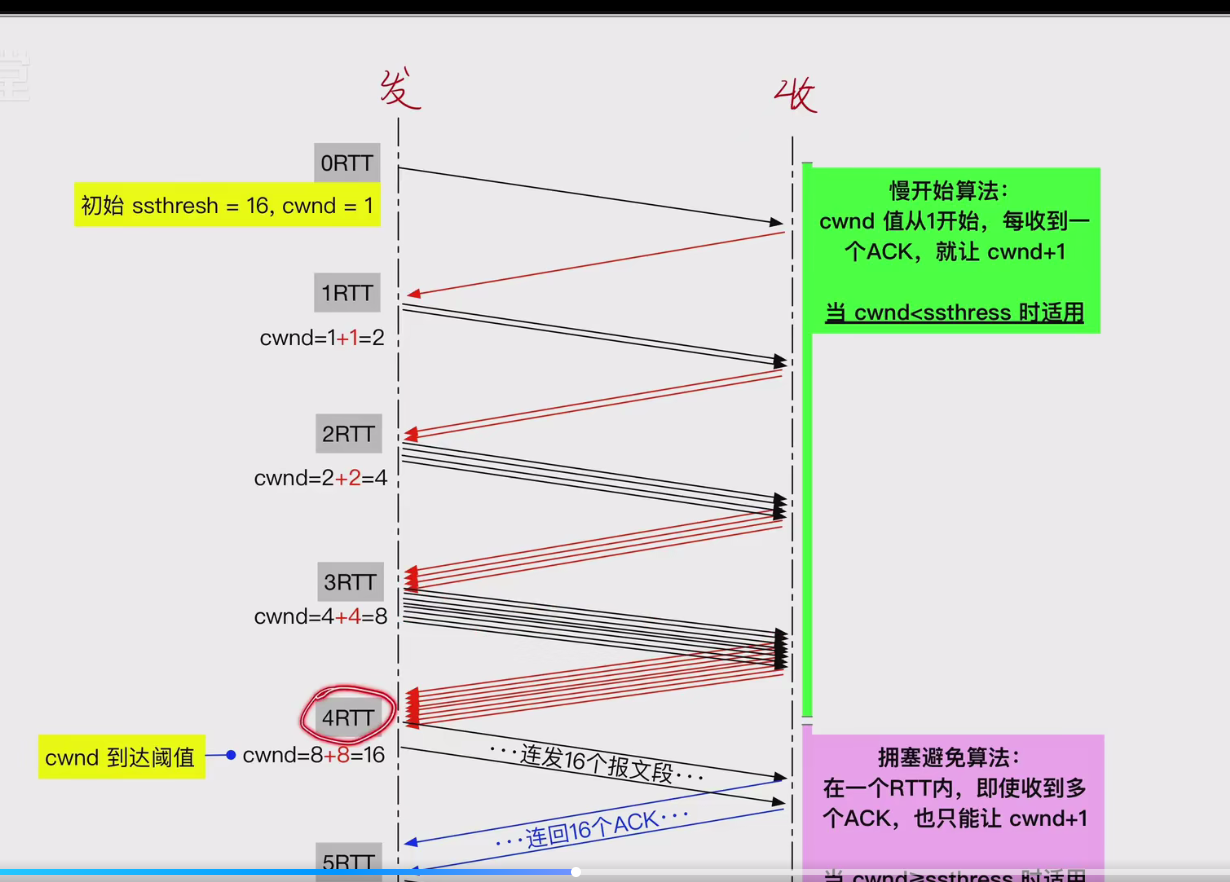 堂
发
收
0RTT
初始 ssthresh = 16, cwnd = 1
慢开始算法：
cwnd 值从1开始，每收到一
个ACK，就让 cwnd+1
当 cwnd<ssthress 时适用
1RTT
cwnd=1+1=2
2RTT
cwnd=2+2=4
3RTT
cwnd=4+4=8
4RTT
cwnd 到达阈值
cwnd=8+8=16
···连发16个报文段···
···连回16个ACK···
拥塞避免算法：
在一个RTT内，即使收到多
个ACK，也只能让 cwnd+1
当 cwnd≥ssthress 时适用
5RTT